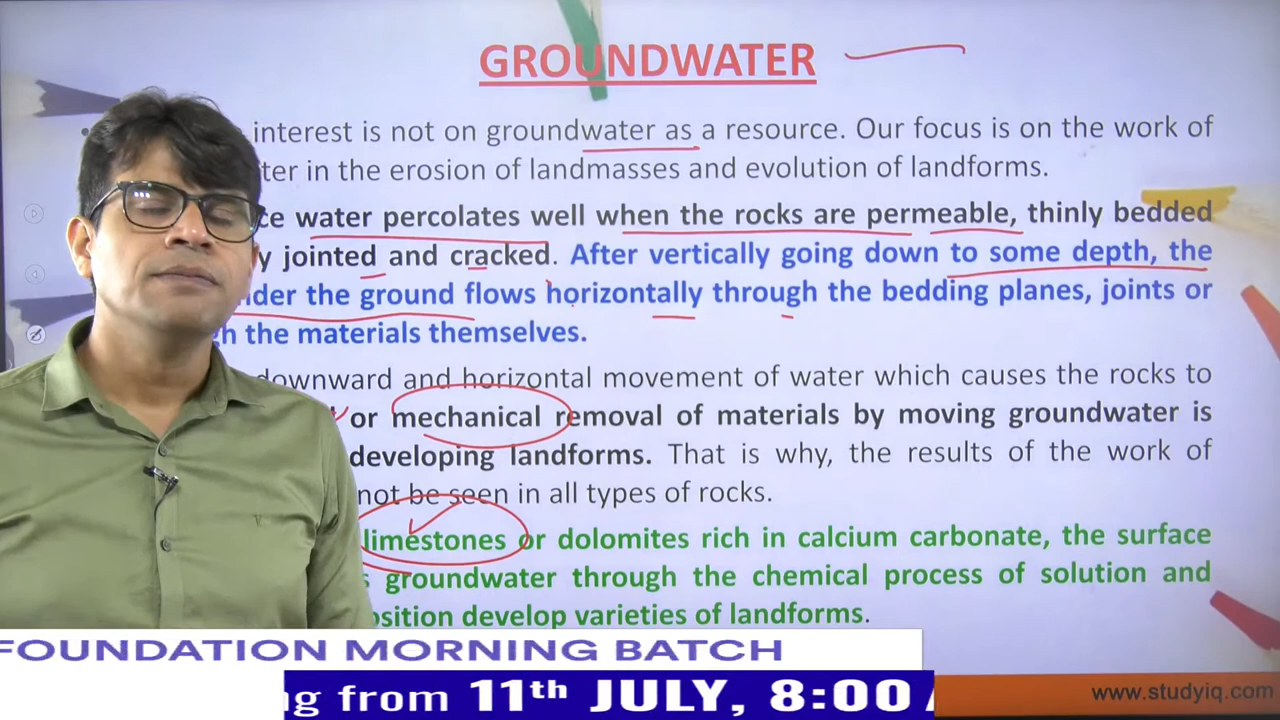 GROUNDWATER
interest is not on groundwater as a resource. Our focus is on the work of
ter in the erosion of landmasses and evolution of landforms.
ce water percolates well when the rocks are permeable, thinly bedded
y jointed and cracked. After vertically going down to some depth, the
der the ground flows horizontally through the bedding planes, joints or
h the materials themselves.
downward and horizontal movement of water which causes the rocks to
or mechanical removal of materials by moving groundwater is
developing landforms. That is why, the results of the work of
not be seen in all types of rocks.
limestones or dolomites rich in calcium carbonate, the surface
s groundwater through the chemical process of solution and
osition develop varieties of landforms.
FOUNDATION MORNING BATCH
ng from 11th JULY, 8:00
www.studyiq.com